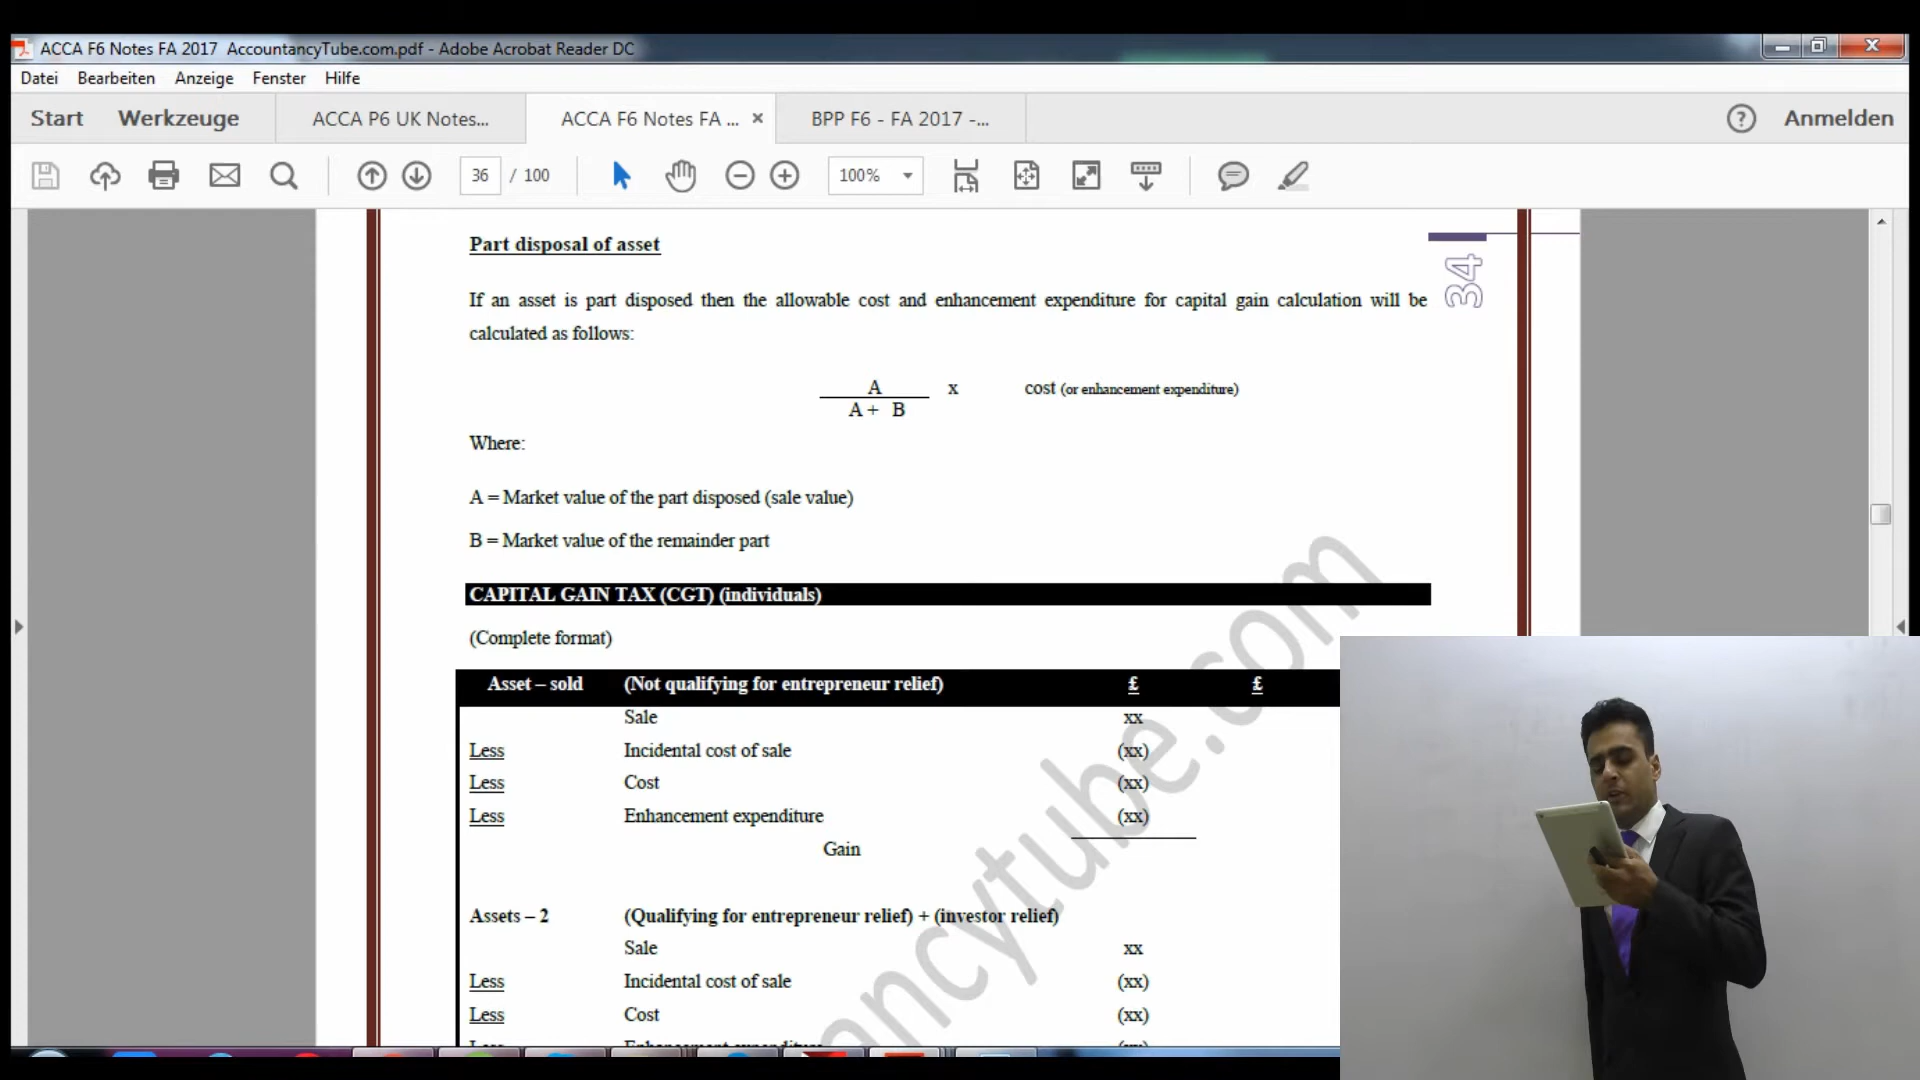 ACCA F6 Notes FA 2017 AccountancyTube.com.pdf - Adobe Acrobat Reader DC
Datei Bearbeiten Anzeige Fenster Hilfe
Start Werkzeuge ACCA P6 UK Notes... ACCA F6 Notes FA ... BPP F6 - FA 2017 -... Anmelden
36 / 100 100%
34
Part disposal of asset
If an asset is part disposed then the allowable cost and enhancement expenditure for capital gain calculation will be
calculated as follows:
A x cost (or enhancement expenditure)
A + B
Where:
A = Market value of the part disposed (sale value)
B = Market value of the remainder part
CAPITAL GAIN TAX (CGT) (individuals)
(Complete format)
Asset – sold (Not qualifying for entrepreneur relief) £ £
Sale xx
Less Incidental cost of sale (xx)
Less Cost (xx)
Less Enhancement expenditure (xx)
Gain
Assets – 2 (Qualifying for entrepreneur relief) + (investor relief)
Sale xx
Less Incidental cost of sale (xx)
Less Cost (xx)
Less Enhancement expenditure (xx)
ancytube.com